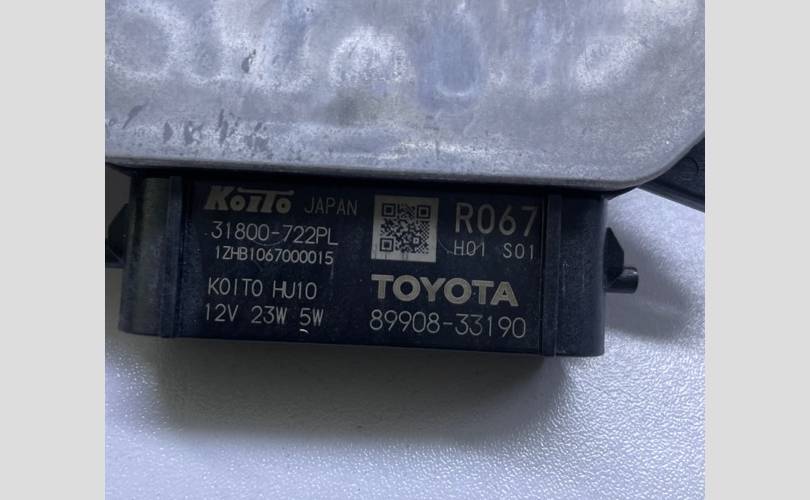 KOITO JAPAN
31800-722PL
1ZHB1067000015
KOITO HU10
12V 23W 5W
R067
H01 S01
TOYOTA
89908-33190